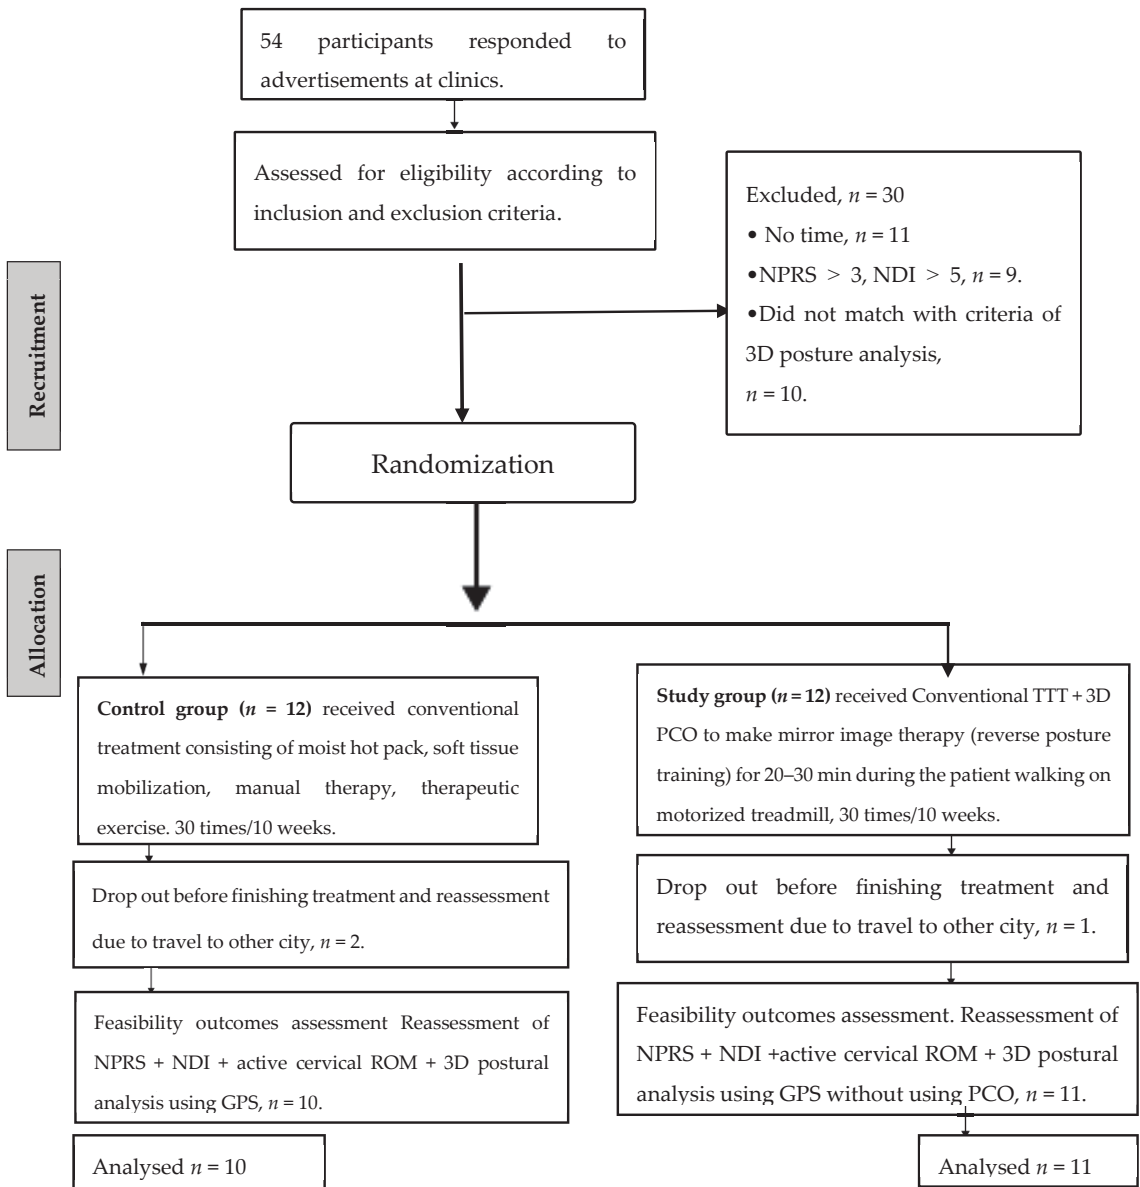 54 participants responded to
advertisements at clinics.
Assessed for eligibility according to
inclusion and exclusion criteria.
Excluded, n = 30
• No time, n = 11
•NPRS > 3, NDI > 5, n = 9.
•Did not match with criteria of
3D posture analysis,
n = 10.
Recruitment
Randomization
Allocation
Control group (n = 12) received conventional
treatment consisting of moist hot pack, soft tissue
mobilization, manual therapy, therapeutic
exercise. 30 times/10 weeks.
Study group (n = 12) received Conventional TTT + 3D
PCO to make mirror image therapy (reverse posture
training) for 20–30 min during the patient walking on
motorized treadmill, 30 times/10 weeks.
Drop out before finishing treatment and reassessment
due to travel to other city, n = 2.
Drop out before finishing treatment and
reassessment due to travel to other city, n = 1.
Feasibility outcomes assessment Reassessment of
NPRS + NDI + active cervical ROM + 3D postural
analysis using GPS, n = 10.
Feasibility outcomes assessment. Reassessment of
NPRS + NDI +active cervical ROM + 3D postural
analysis using GPS without using PCO, n = 11.
Analysed n = 10
Analysed n = 11